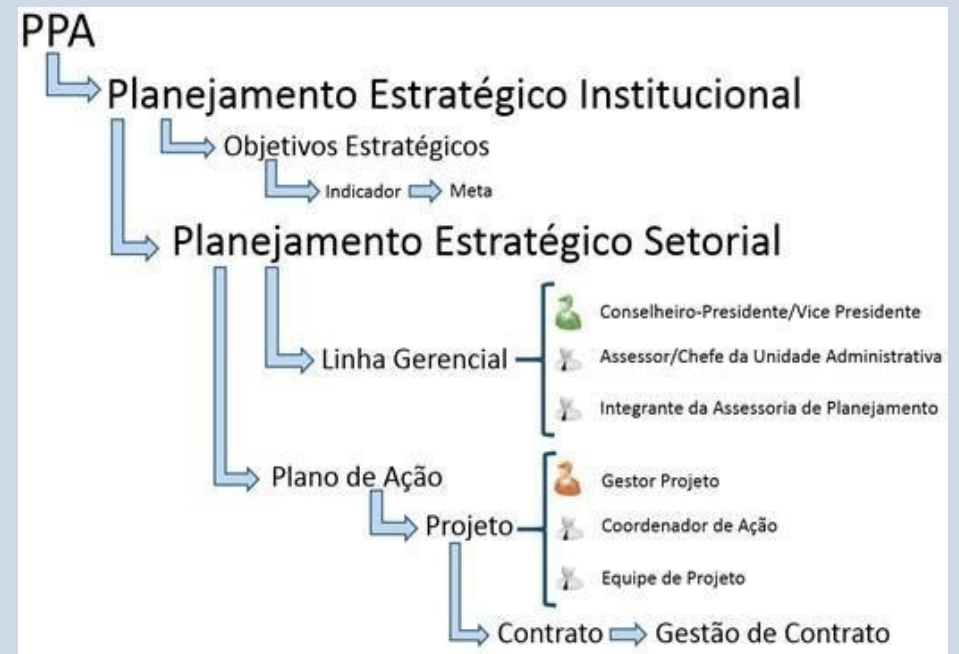 PPA
Planejamento Estratégico Institucional
Objetivos Estratégicos
Indicador Meta
Planejamento Estratégico Setorial
Linha Gerencial
Conselheiro-Presidente/Vice Presidente
Assessor/Chefe da Unidade Administrativa
Integrante da Assessoria de Planejamento
Plano de Ação
Projeto
Gestor Projeto
Coordenador de Ação
Equipe de Projeto
Contrato Gestão de Contrato